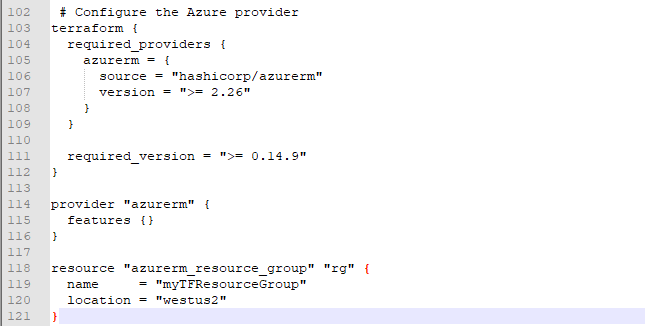 102 # Configure the Azure provider
103 terraform {
104 required_providers {
105 azurerm = {
106 source = "hashicorp/azurerm"
107 version = ">= 2.26"
108 }
109 }
110
111 required_version = ">= 0.14.9"
112 }
113
114 provider "azurerm" {
115 features {}
116 }
117
118 resource "azurerm_resource_group" "rg" {
119 name     = "myTFResourceGroup"
120 location = "westus2"
121 }